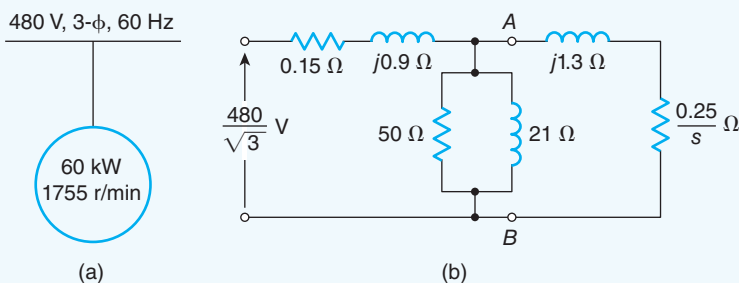 480 V, 3-ϕ, 60 Hz
60 kW
1755 r/min
(a)
A
0.15 Ω
j0.9 Ω
j1.3 Ω
480
√3
V
50 Ω
21 Ω
0.25
s
Ω
B
(b)